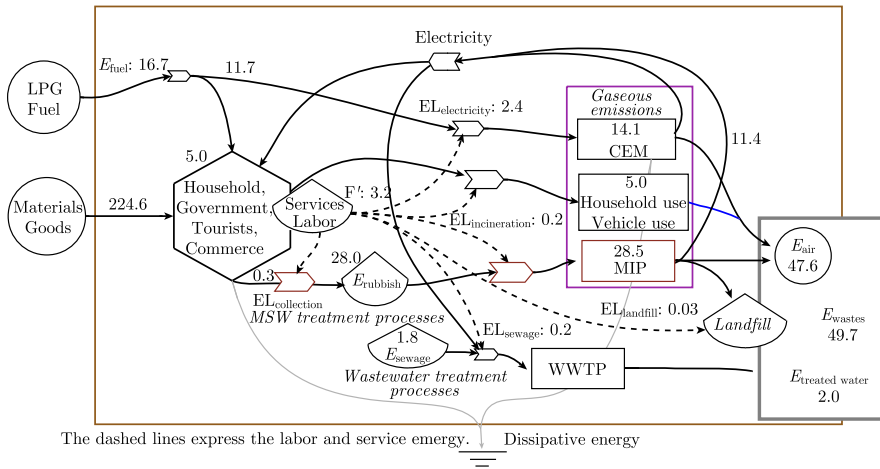 Electricity
E_fuel: 16.7
11.7
LPG
Fuel
Gaseous
emissions
EL_electricity: 2.4
14.1
CEM
11.4
5.0
Household,
Government,
Tourists,
Commerce
Materials
Goods
224.6
Services
Labor
F′: 3.2
5.0
Household use
Vehicle use
EL_incineration: 0.2
28.5
MIP
E_air
47.6
0.3
28.0
E_rubbish
EL_collection
MSW treatment processes
EL_landfill: 0.03
Landfill
E_wastes
49.7
EL_sewage: 0.2
1.8
E_sewage
WWTP
Wastewater treatment
processes
E_treated water
2.0
The dashed lines express the labor and service emergy.
Dissipative energy